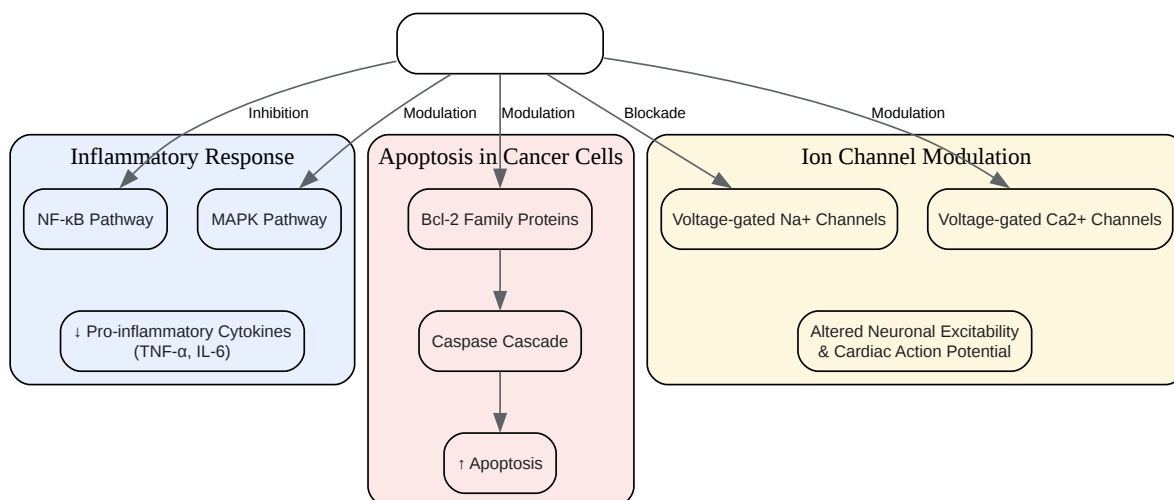 Inhibition
Modulation
Modulation
Blockade
Modulation
Inflammatory Response
Apoptosis in Cancer Cells
Ion Channel Modulation
NF-κB Pathway
MAPK Pathway
Bcl-2 Family Proteins
Voltage-gated Na+ Channels
Voltage-gated Ca2+ Channels
↓ Pro-inflammatory Cytokines
(TNF-α, IL-6)
Caspase Cascade
Altered Neuronal Excitability
& Cardiac Action Potential
↑ Apoptosis